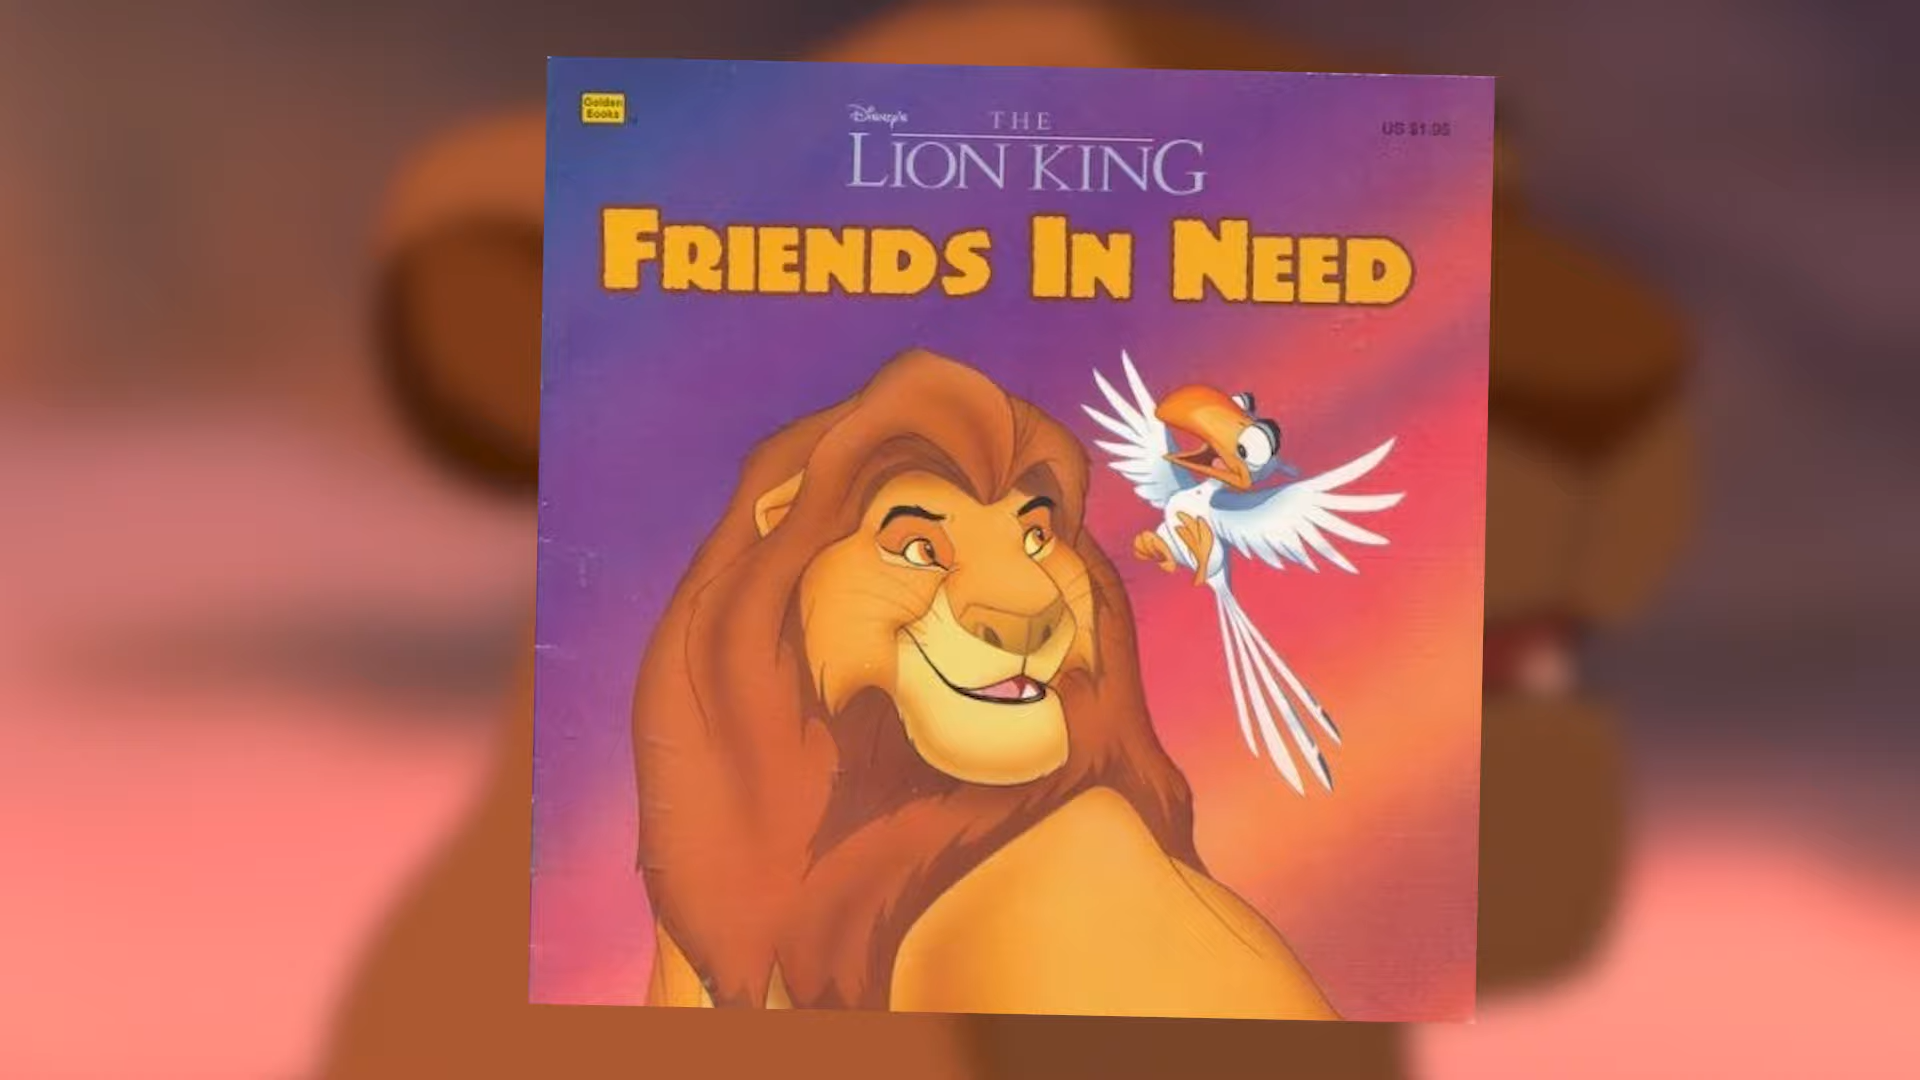 Golden
Books
Disney's
THE
LION KING
US $1.95
FRIENDS IN NEED